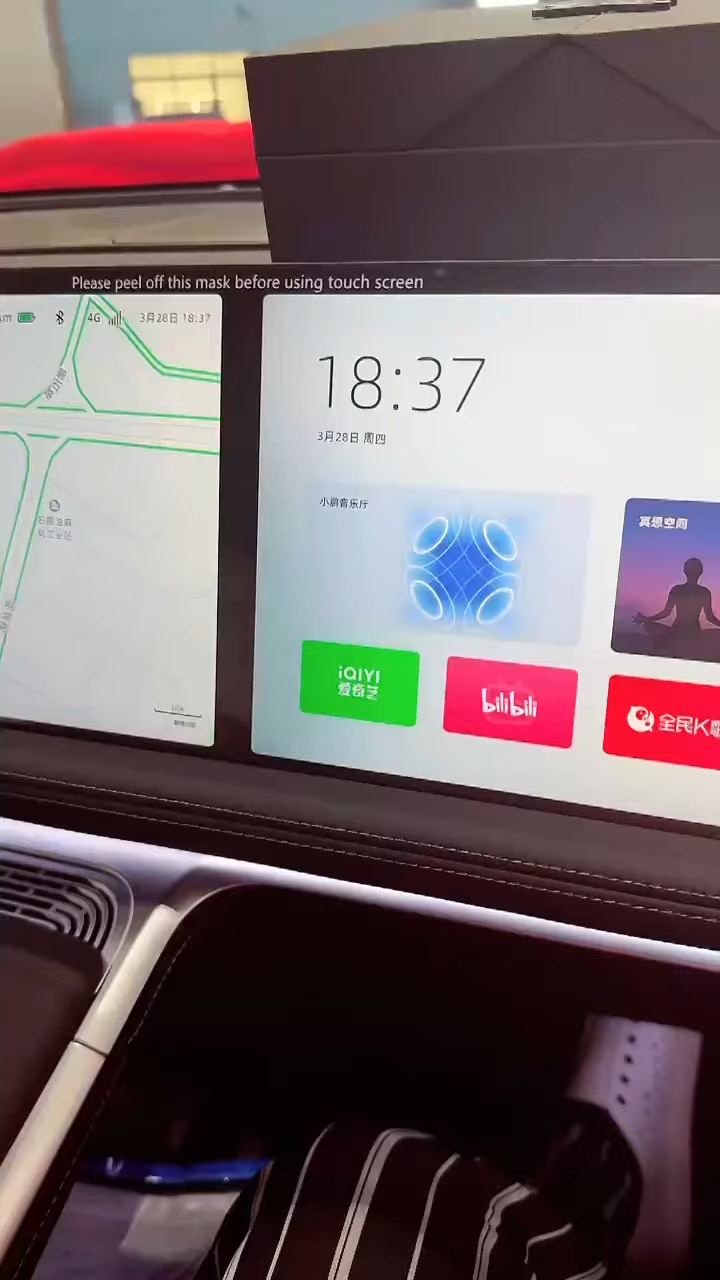 Please peel off this mask before using touch screen
km
4G
3月28日 18:37
18:37
3月28日 周四
小鹏音乐厅
冥想空间
iQIYI
爱奇艺
bilibili
全民K歌